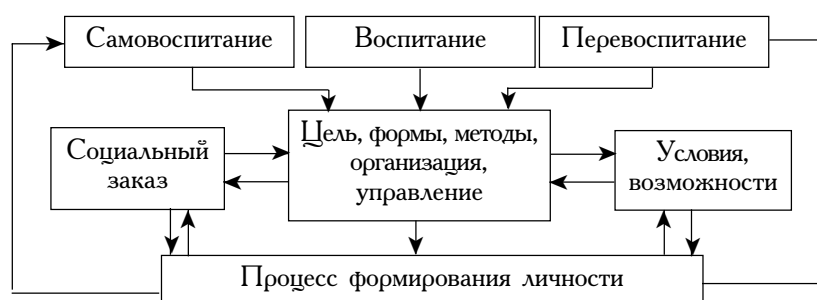 Самовоспитание
Воспитание
Перевоспитание
Социальный
заказ
Цель, формы, методы,
организация,
управление
Условия,
возможности
Процесс формирования личности